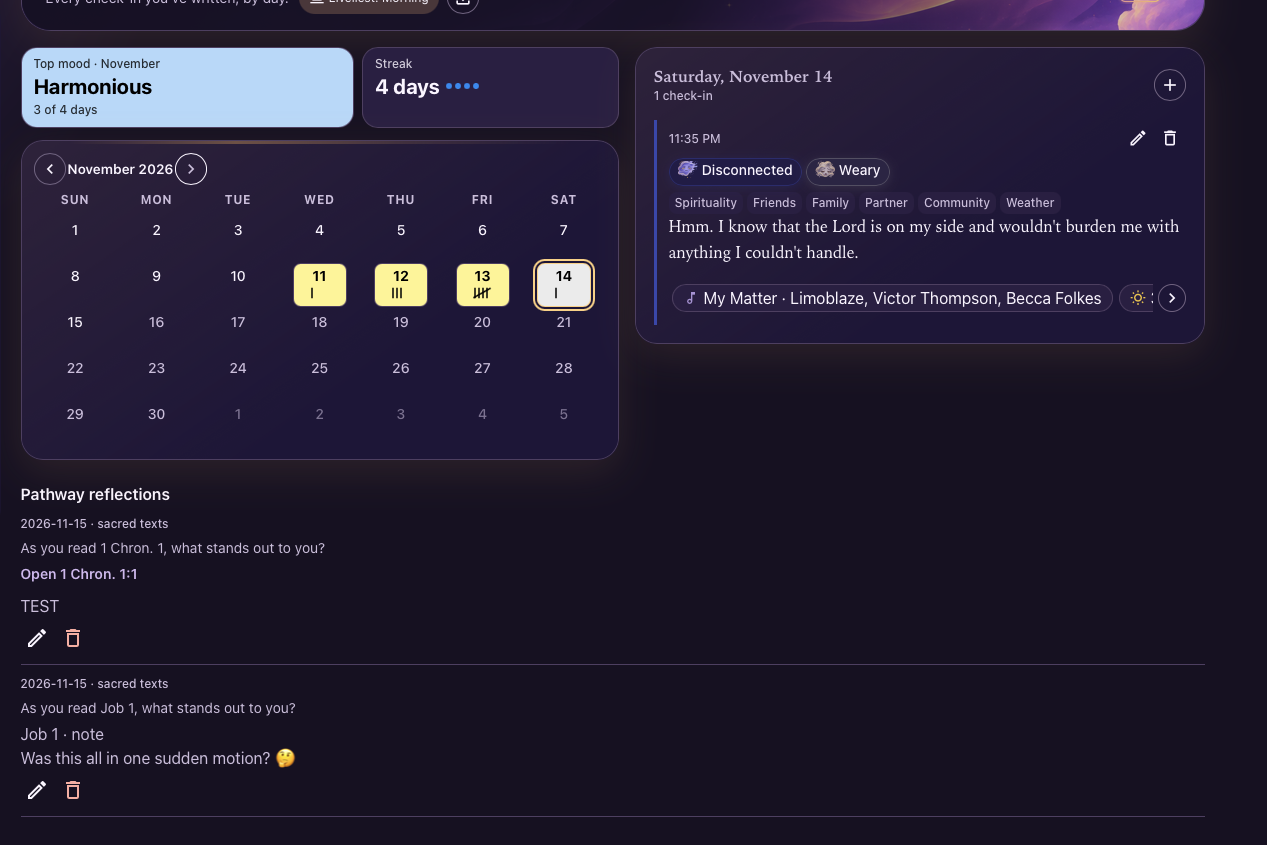 Every check-in you've written, by day.
Liveliest: Morning
Top mood · November
Harmonious
3 of 4 days
Streak
4 days
November 2026
SUN MON TUE WED THU FRI SAT
1 2 3 4 5 6 7
8 9 10 11 12 13 14
15 16 17 18 19 20 21
22 23 24 25 26 27 28
29 30 1 2 3 4 5
Saturday, November 14
1 check-in
11:35 PM
Disconnected Weary
Spirituality Friends Family Partner Community Weather
Hmm. I know that the Lord is on my side and wouldn't burden me with
anything I couldn't handle.
My Matter · Limoblaze, Victor Thompson, Becca Folkes
Pathway reflections
2026-11-15 · sacred texts
As you read 1 Chron. 1, what stands out to you?
Open 1 Chron. 1:1
TEST
2026-11-15 · sacred texts
As you read Job 1, what stands out to you?
Job 1 · note
Was this all in one sudden motion? 🤔